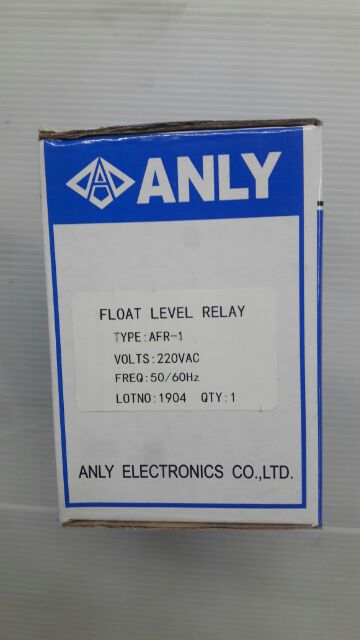 ANLY
FLOAT LEVEL RELAY
TYPE:AFR-1
VOLTS:220VAC
FREQ:50/60Hz
LOTNO:1904 QTY:1
ANLY ELECTRONICS CO.,LTD.